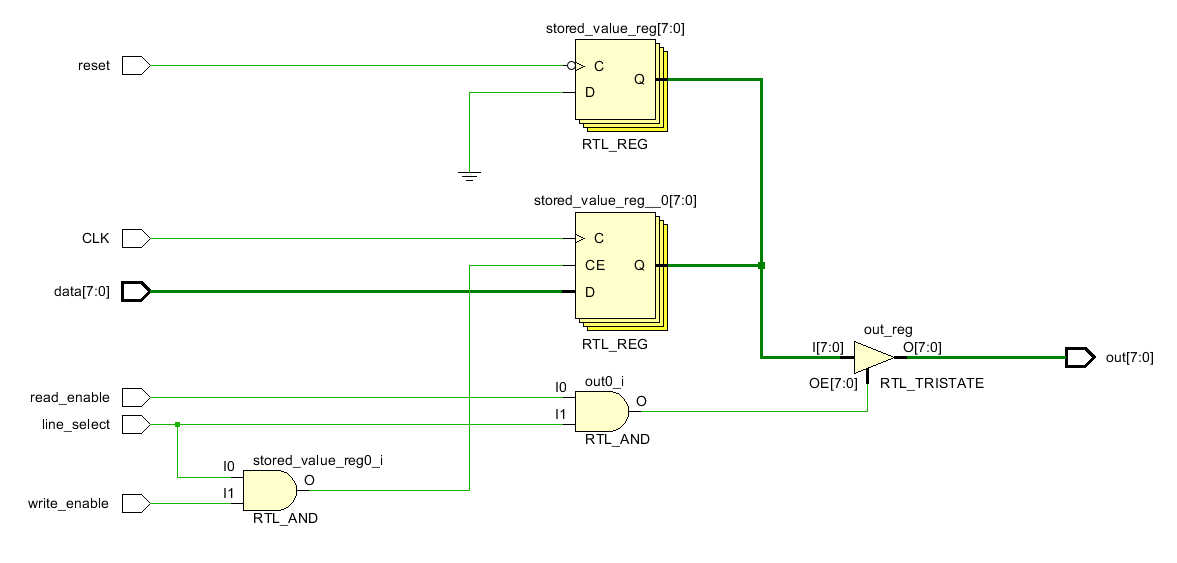 stored_value_reg[7:0]
reset
C
Q
D
RTL_REG
stored_value_reg__0[7:0]
CLK
C
CE
Q
data[7:0]
D
RTL_REG
out_reg
I[7:0]
O[7:0]
out[7:0]
OE[7:0]
RTL_TRISTATE
out0_i
read_enable
I0
O
line_select
I1
RTL_AND
stored_value_reg0_i
I0
O
write_enable
I1
RTL_AND